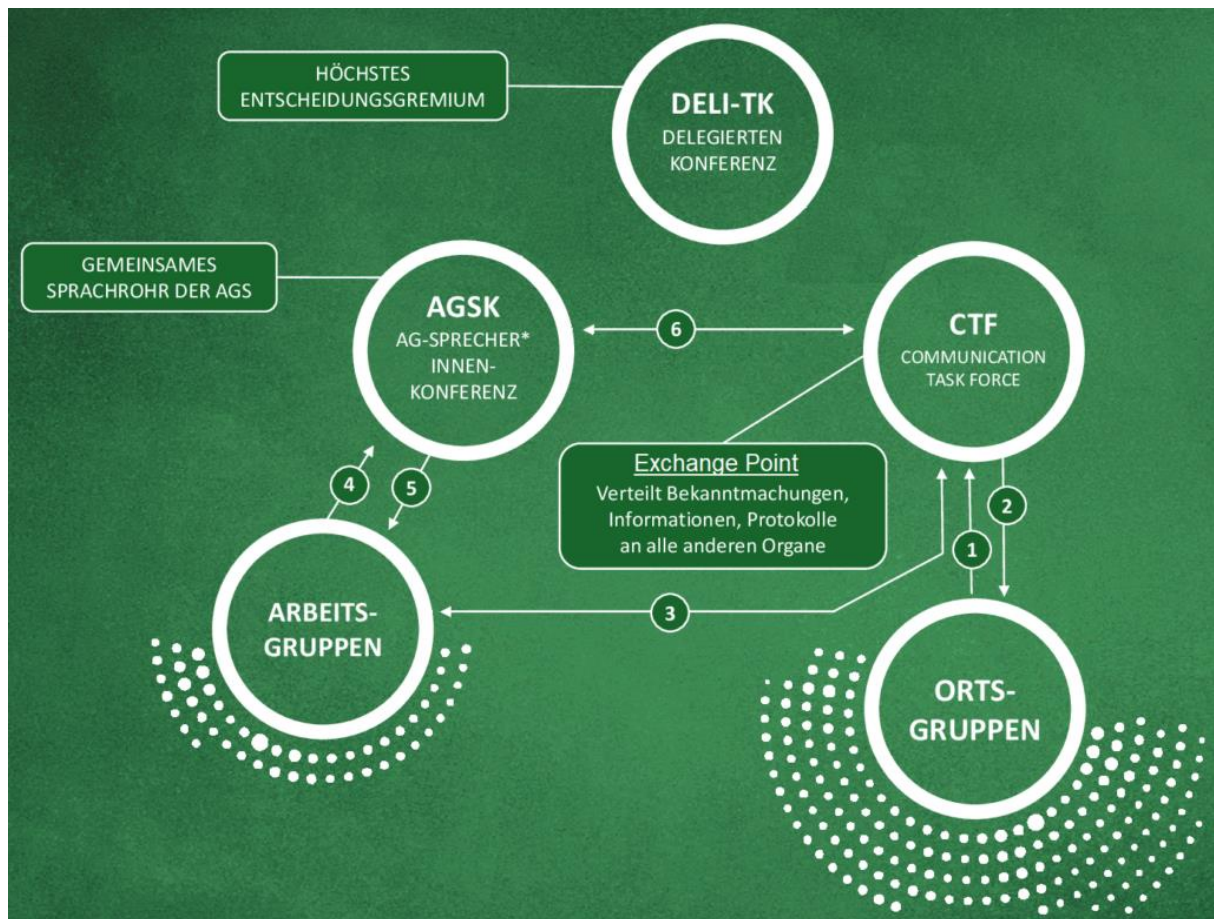 HÖCHSTES
ENTSCHEIDUNGSGREMIUM
DELI-TK
DELEGIERTEN
KONFERENZ
GEMEINSAMES
SPRACHROHR DER AGS
AGSK
AG-SPRECHER*
INNEN-
KONFERENZ
6
CTF
COMMUNICATION
TASK FORCE
Exchange Point
Verteilt Bekanntmachungen,
Informationen, Protokolle
an alle anderen Organe
4
5
2
1
3
ARBEITS-
GRUPPEN
ORTS-
GRUPPEN